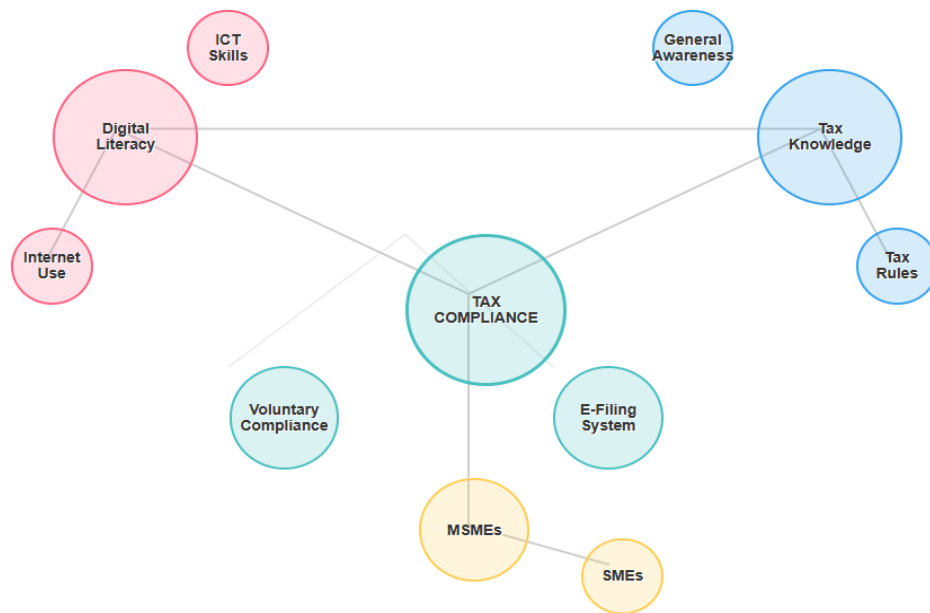 ICT
Skills
General
Awareness
Digital
Literacy
Tax
Knowledge
Internet
Use
Tax
Rules
TAX
COMPLIANCE
Voluntary
Compliance
E-Filing
System
MSMEs
SMEs